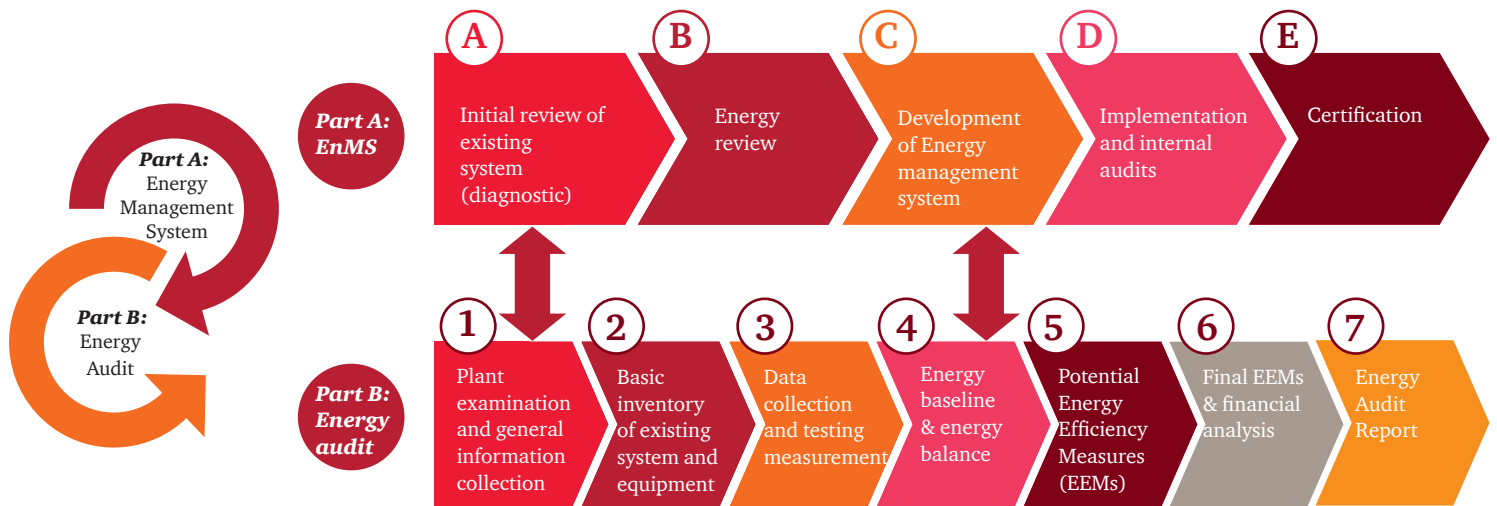 Part A:
Energy
Management
System
Part B:
Energy
Audit
Part A:
EnMS
A
Initial review of
existing
system
(diagnostic)
B
Energy
review
C
Development
of Energy
management
system
D
Implementation
and internal
audits
E
Certification
Part B:
Energy
audit
1
Plant
examination
and general
information
collection
2
Basic
inventory
of existing
system and
equipment
3
Data
collection
and testing
measurement
4
Energy
baseline
& energy
balance
5
Potential
Energy
Efficiency
Measures
(EEMs)
6
Final EEMs
& financial
analysis
7
Energy
Audit
Report